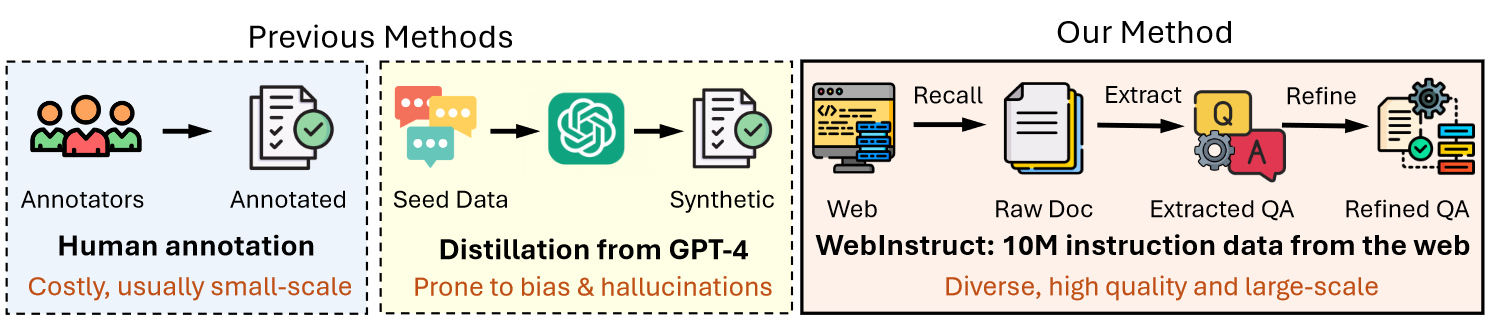 Previous Methods
Annotators
Annotated
Human annotation
Costly, usually small-scale
Seed Data
Synthetic
Distillation from GPT-4
Prone to bias & hallucinations
Our Method
Recall
Extract
Refine
</>
Q
A
Web
Raw Doc
Extracted QA
Refined QA
WebInstruct: 10M instruction data from the web
Diverse, high quality and large-scale